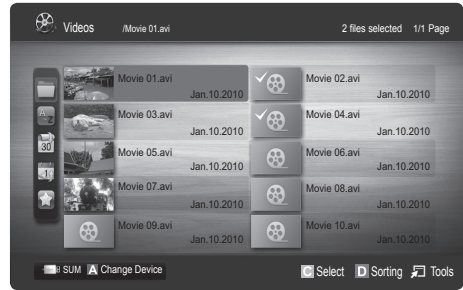 Videos /Movie 01.avi 2 files selected 1/1 Page
Movie 01.avi Movie 02.avi
Jan.10.2010 Jan.10.2010
Movie 03.avi Movie 04.avi
Jan.10.2010 Jan.10.2010
Movie 05.avi Movie 06.avi
Jan.10.2010 Jan.10.2010
Movie 07.avi Movie 08.avi
Jan.10.2010 Jan.10.2010
Movie 09.avi Movie 10.avi
Jan.10.2010 Jan.10.2010
SUM A Change Device C Select D Sorting Tools